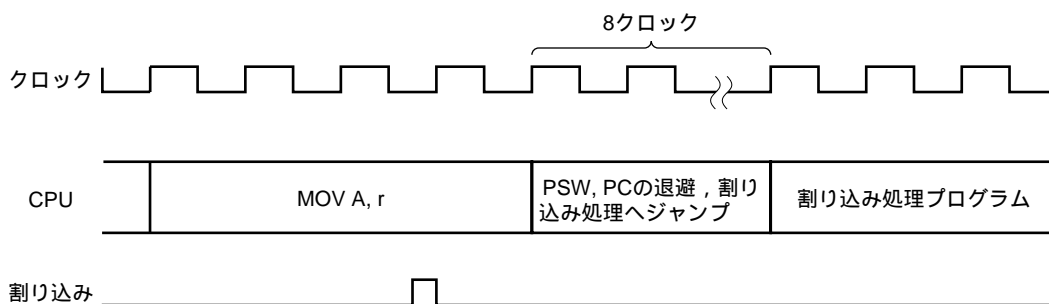 8クロック
クロック
CPU
MOV A, r
PSW, PCの退避，割り
込み処理へジャンプ
割り込み処理プログラム
割り込み